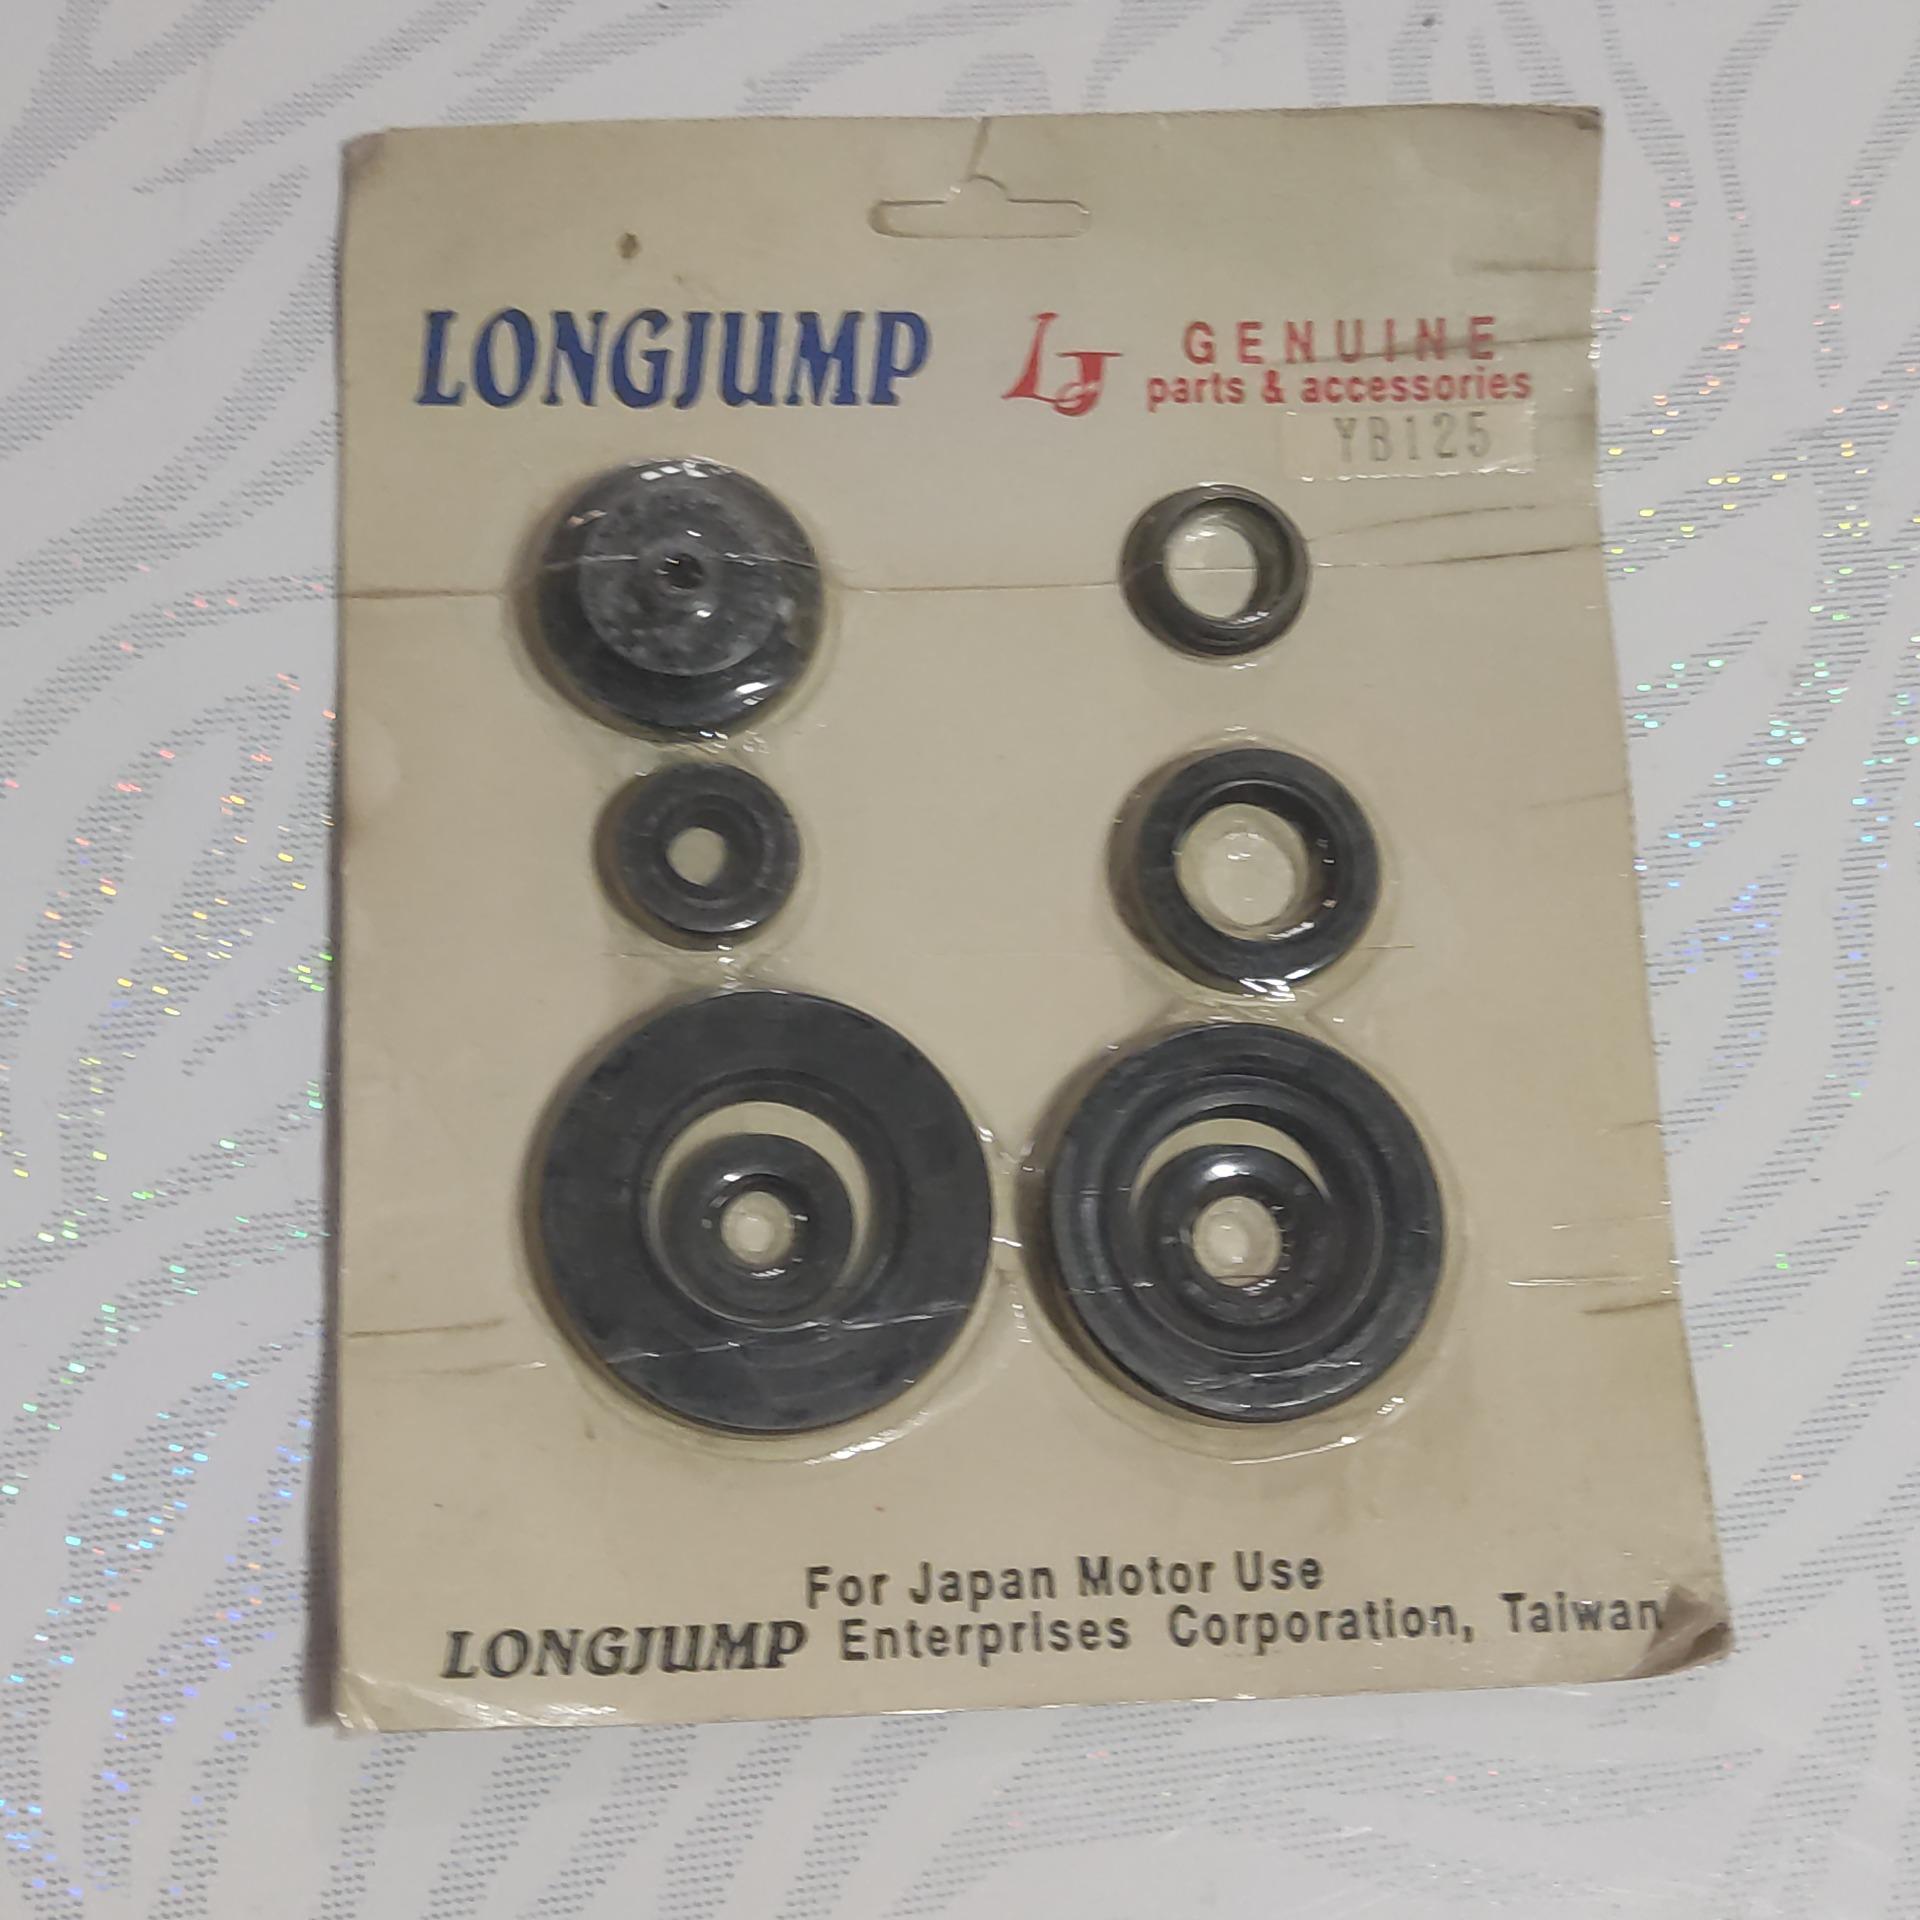 LONGJUMP
LJ GENUINE
parts & accessories
YB125
For Japan Motor Use
LONGJUMP Enterprises Corporation, Taiwan